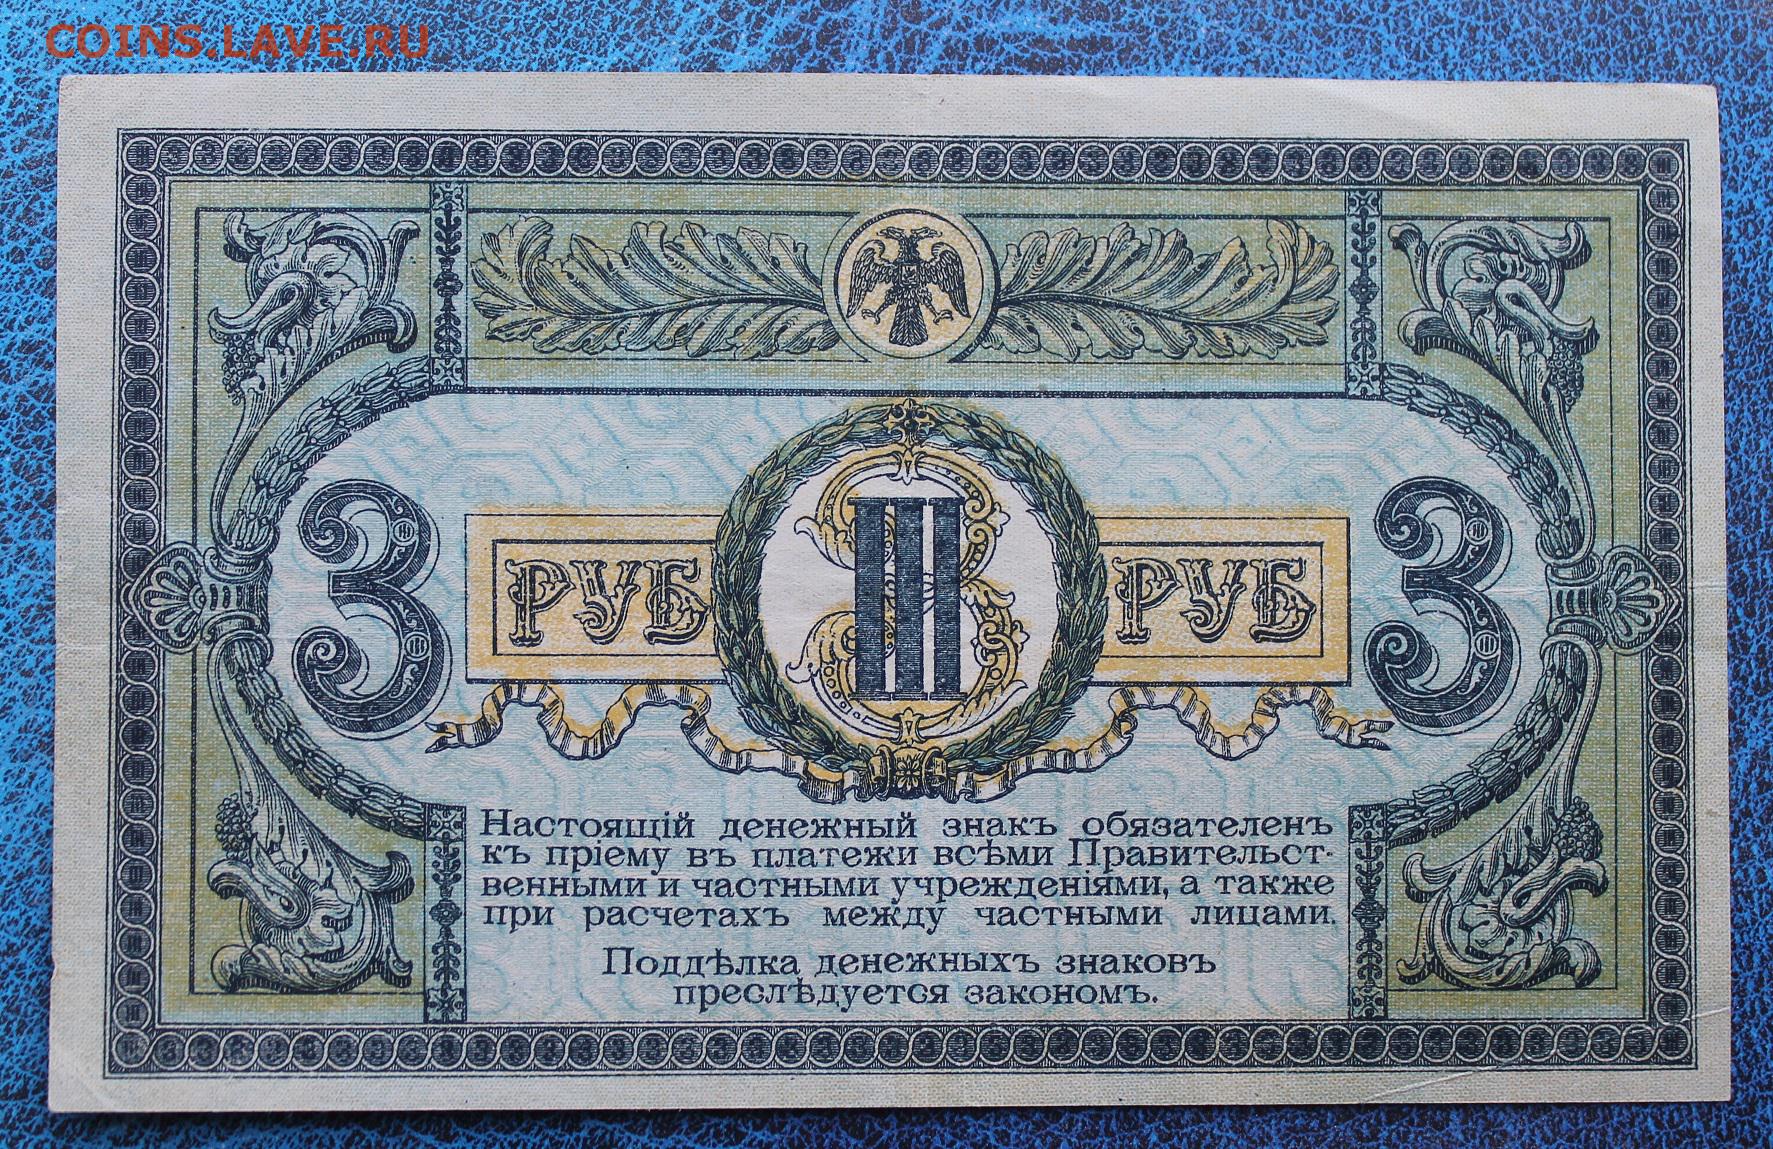 COINS.LAVE.RU
3 РУБ III РУБ 3
Настоящій денежный знакъ обязателенъ
къ пріему въ платежи всѣми Правительст-
венными и частными учрежденіями, а также
при расчетахъ между частными лицами.
Поддѣлка денежныхъ знаковъ
преслѣдуется закономъ.